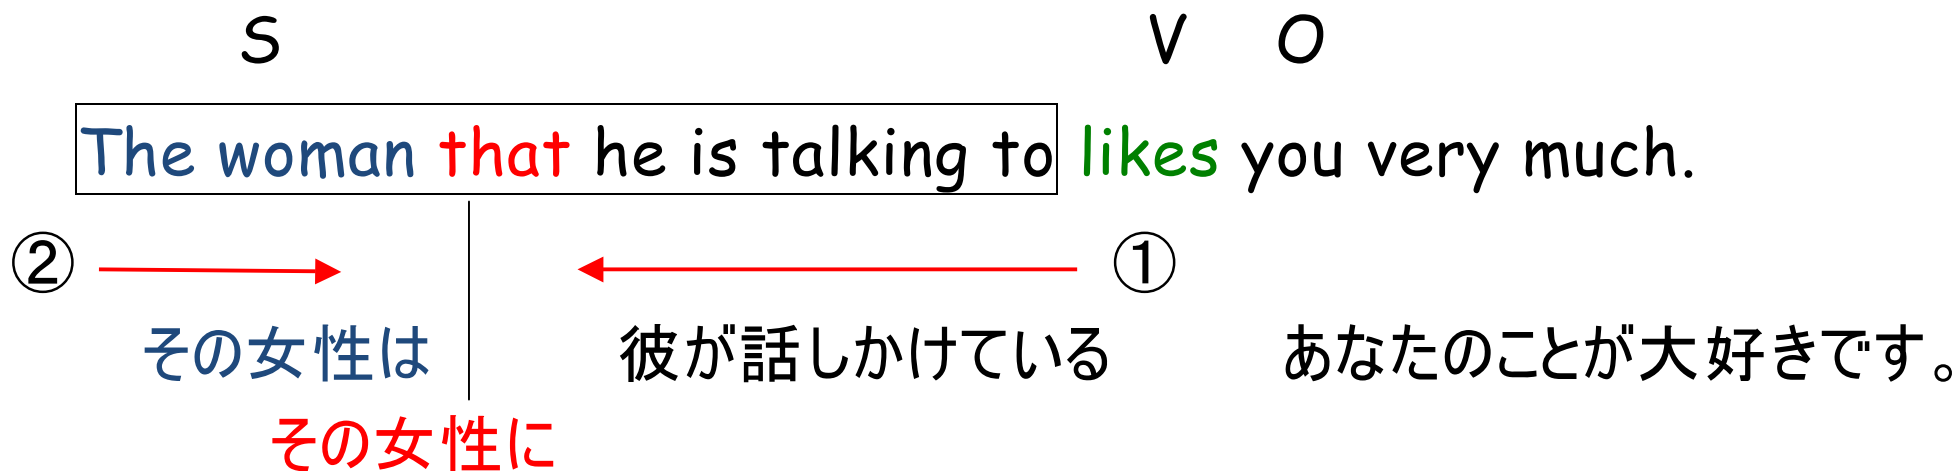 S V O
The woman that he is talking to likes you very much.
② ①
その女性は 彼が話しかけている あなたのことが大好きです。
その女性に